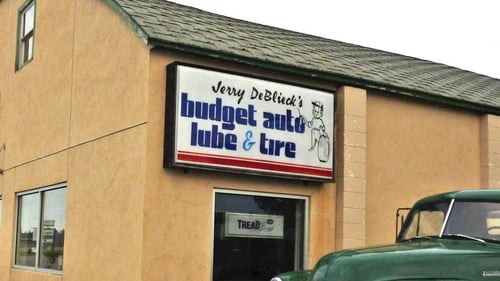 Jerry DeBlieck's
budget auto
lube & tire
TREAD